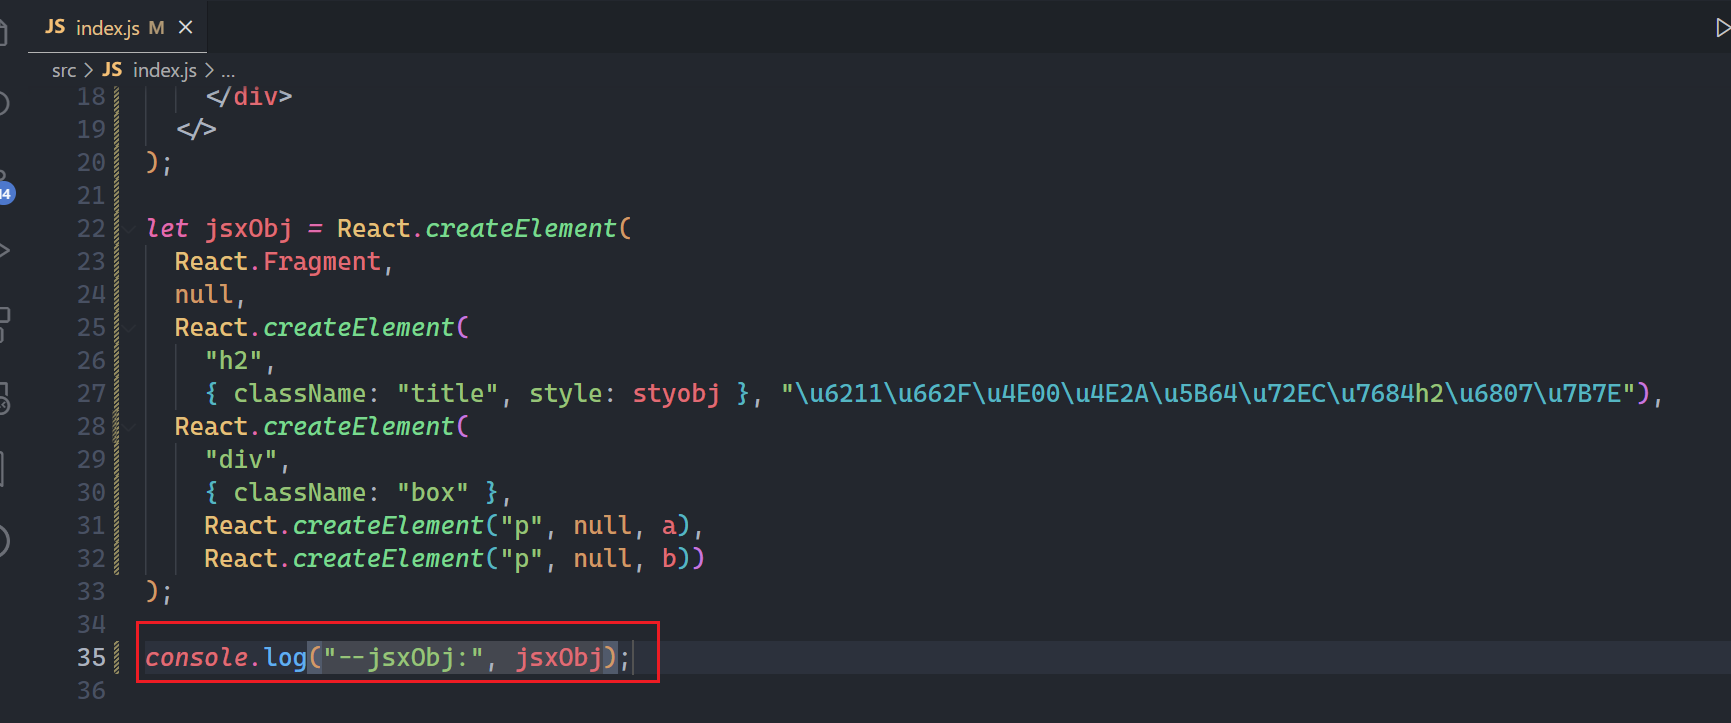 JS index.js M
src > JS index.js > ...
18 </div>
19 </>
20 );
21
22 let jsxObj = React.createElement(
23 React.Fragment,
24 null,
25 React.createElement(
26 "h2",
27 { className: "title", style: styobj }, "\u6211\u662F\u4E00\u4E2A\u5B64\u72EC\u7684h2\u6807\u7B7E"),
28 React.createElement(
29 "div",
30 { className: "box" },
31 React.createElement("p", null, a),
32 React.createElement("p", null, b))
33 );
34
35 console.log("--jsxObj:", jsxObj);
36